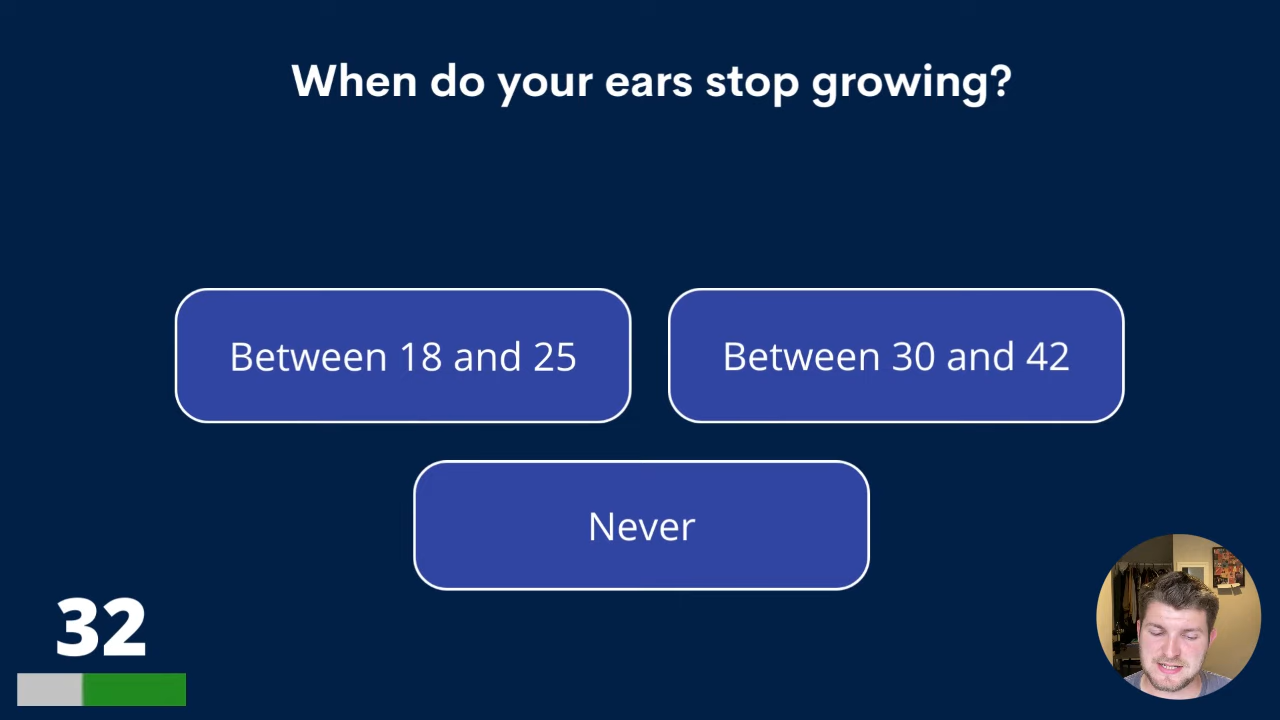 When do your ears stop growing?
Between 18 and 25
Between 30 and 42
Never
32